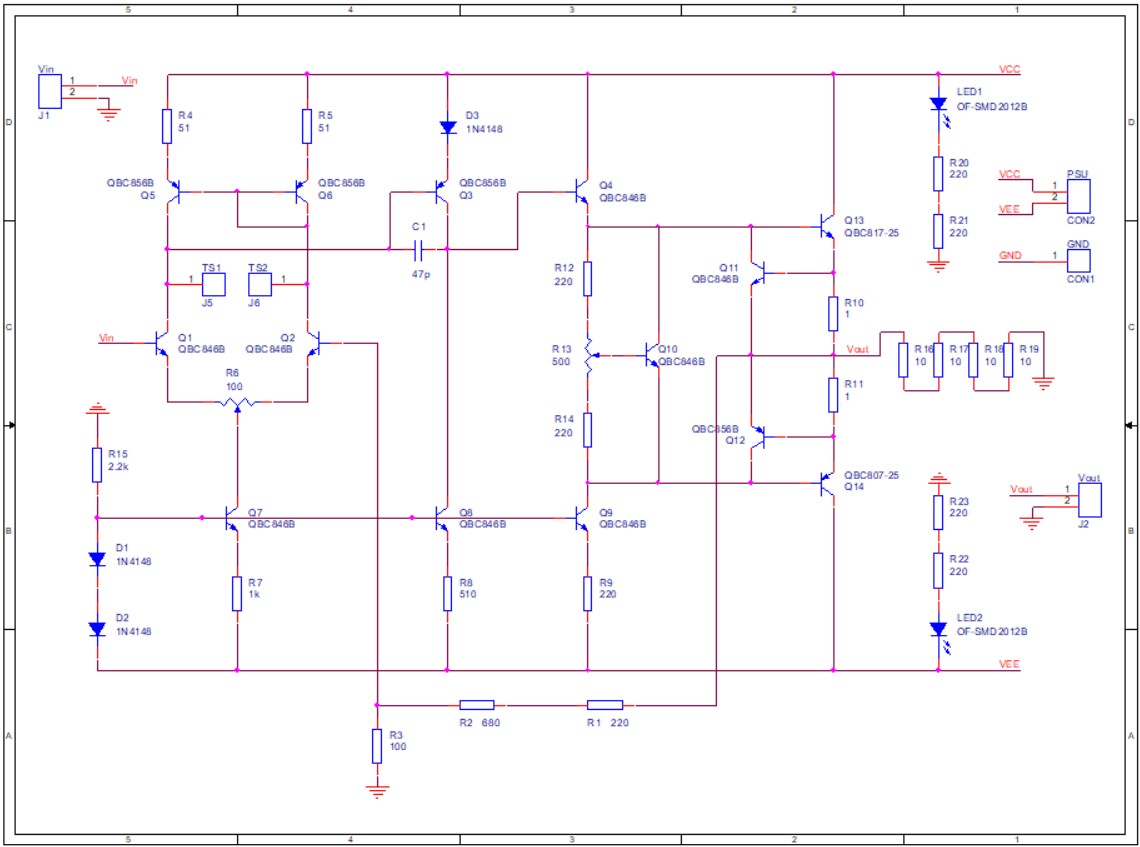 5 4 3 2 1
D
C
B
A
Vin
1
2
Vin
J1
R4
51
R5
51
D3
1N4148
QBC856B
Q5
QBC856B
Q6
QBC856B
Q3
C1
47p
Q4
QBC846B
TS1
1
J5
TS2
1
J6
Vin
Q1
QBC846B
Q2
QBC846B
R6
100
R12
220
R13
500
R14
220
Q10
QBC846B
Q11
QBC846B
QBC856B
Q12
Q13
QBC817-25
R10
1
R11
1
Vout
QBC807-25
Q14
R16
10
R17
10
R18
10
R19
10
VCC
LED1
OF-SMD2012B
R20
220
R21
220
VCC
VEE
1
2
PSU
CON2
GND
1
GND
CON1
R15
2.2k
D1
1N4148
D2
1N4148
Q7
QBC846B
R7
1k
Q8
QBC846B
R8
510
Q9
QBC846B
R9
220
R23
220
R22
220
LED2
OF-SMD2012B
VEE
Vout
1
2
Vout
J2
R2 680
R1 220
R3
100
D
C
B
A
5 4 3 2 1